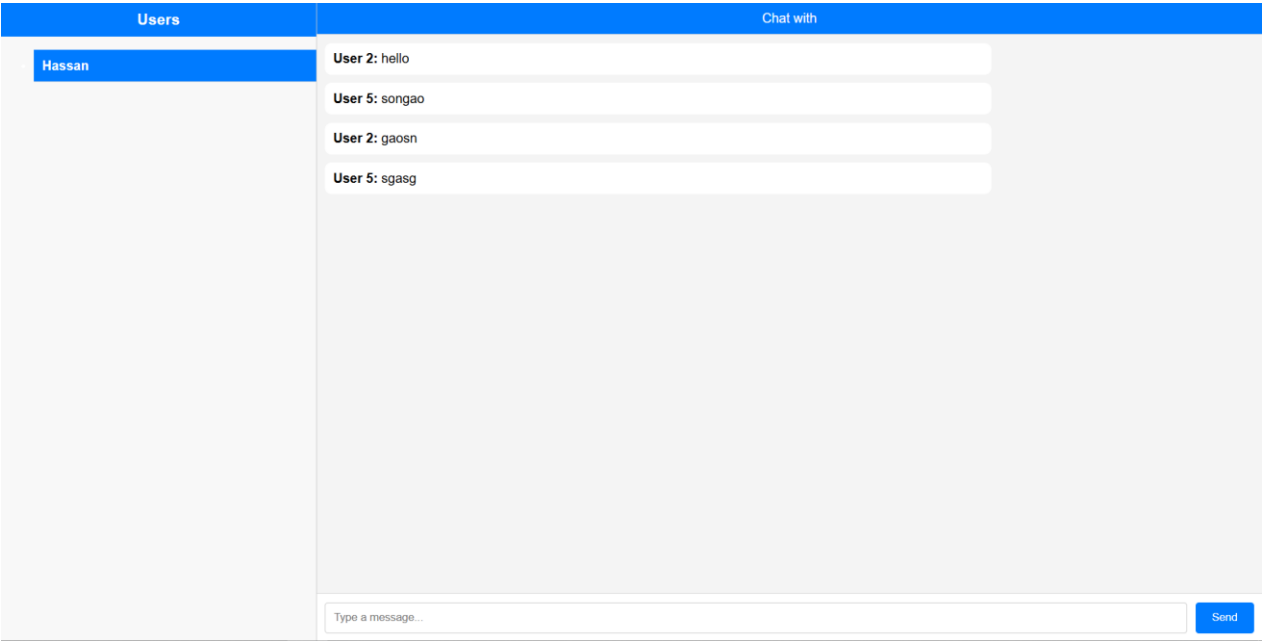 Users
Chat with
Hassan
User 2: hello
User 5: songao
User 2: gaosn
User 5: sgasg
Type a message...
Send